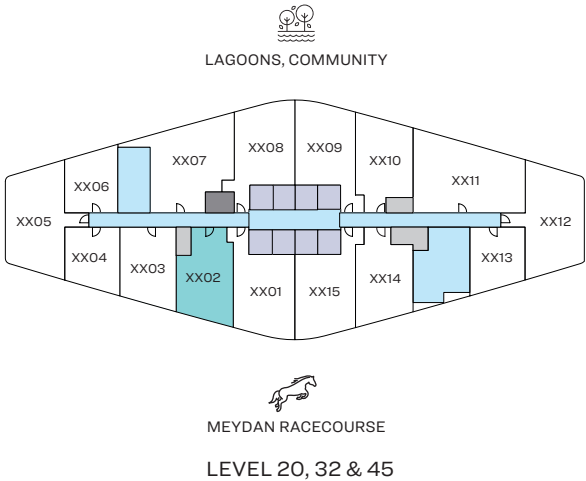 LAGOONS, COMMUNITY
XX08
XX09
XX07
XX10
XX06
XX11
XX05
XX12
XX04
XX03
XX02
XX01
XX15
XX14
XX13
MEYDAN RACECOURSE
LEVEL 20, 32 & 45